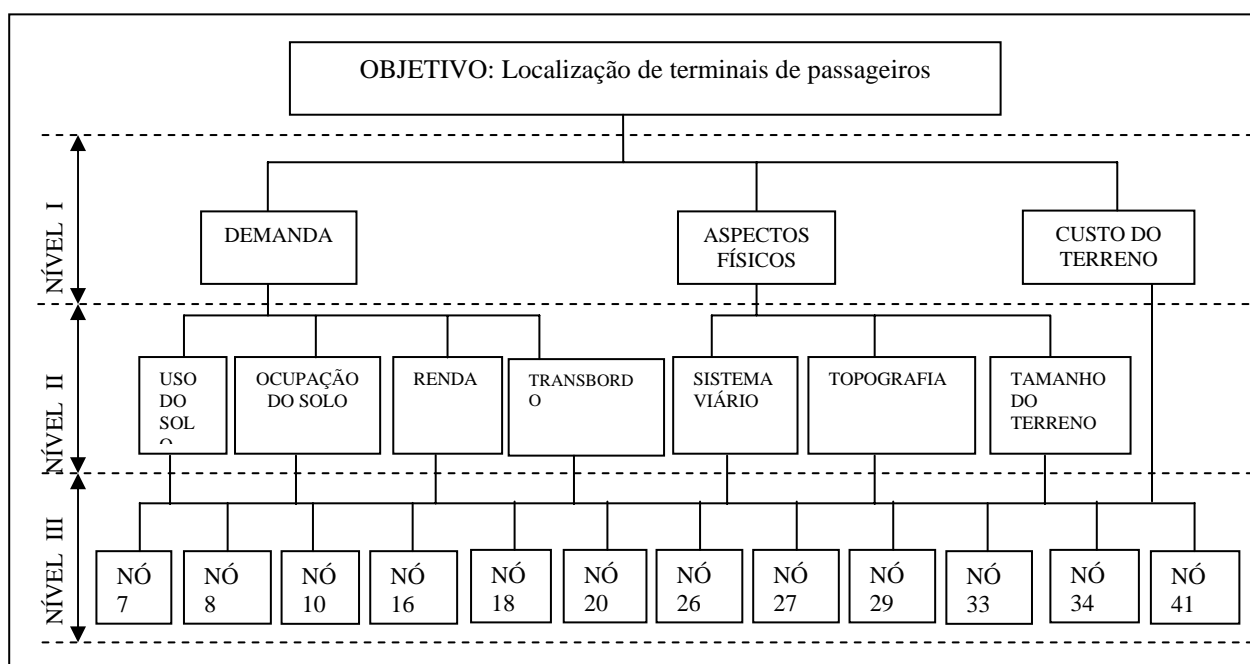 OBJETIVO: Localização de terminais de passageiros
NÍVEL I
DEMANDA
ASPECTOS
FÍSICOS
CUSTO DO
TERRENO
NÍVEL II
USO
DO
SOL
O
OCUPAÇÃO
DO SOLO
RENDA
TRANSBORD
O
SISTEMA
VIÁRIO
TOPOGRAFIA
TAMANHO
DO
TERRENO
NÍVEL III
NÓ
7
NÓ
8
NÓ
10
NÓ
16
NÓ
18
NÓ
20
NÓ
26
NÓ
27
NÓ
29
NÓ
33
NÓ
34
NÓ
41